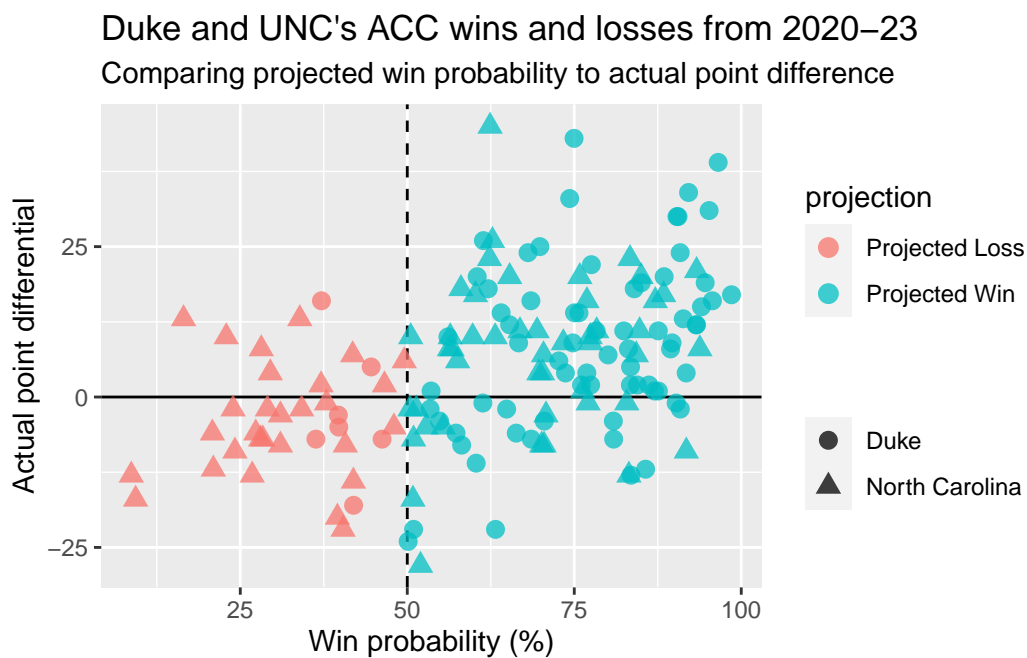 Duke and UNC's ACC wins and losses from 2020–23
Comparing projected win probability to actual point difference
Actual point differential
25
0
−25
25
50
75
100
Win probability (%)
projection
Projected Loss
Projected Win
Duke
North Carolina